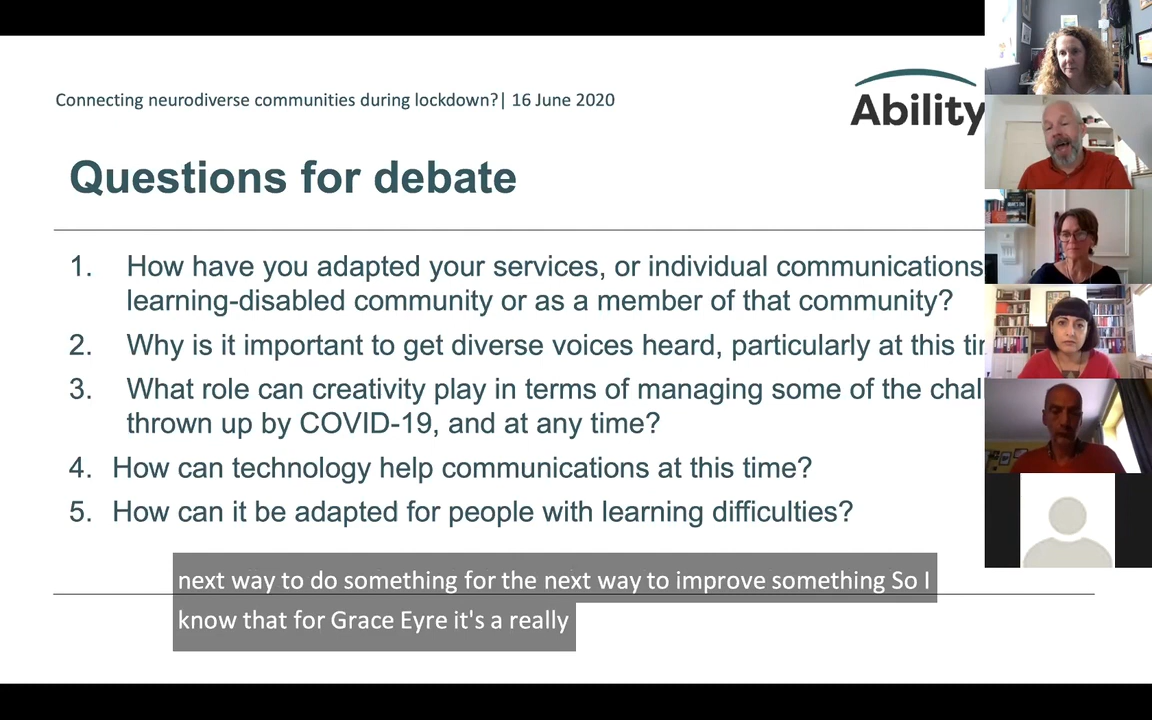 Connecting neurodiverse communities during lockdown?| 16 June 2020
Ability
Questions for debate
1. How have you adapted your services, or individual communications
learning-disabled community or as a member of that community?
2. Why is it important to get diverse voices heard, particularly at this
3. What role can creativity play in terms of managing some of the
thrown up by COVID-19, and at any time?
4. How can technology help communications at this time?
5. How can it be adapted for people with learning difficulties?
next way to do something for the next way to improve something So I
know that for Grace Eyre it's a really